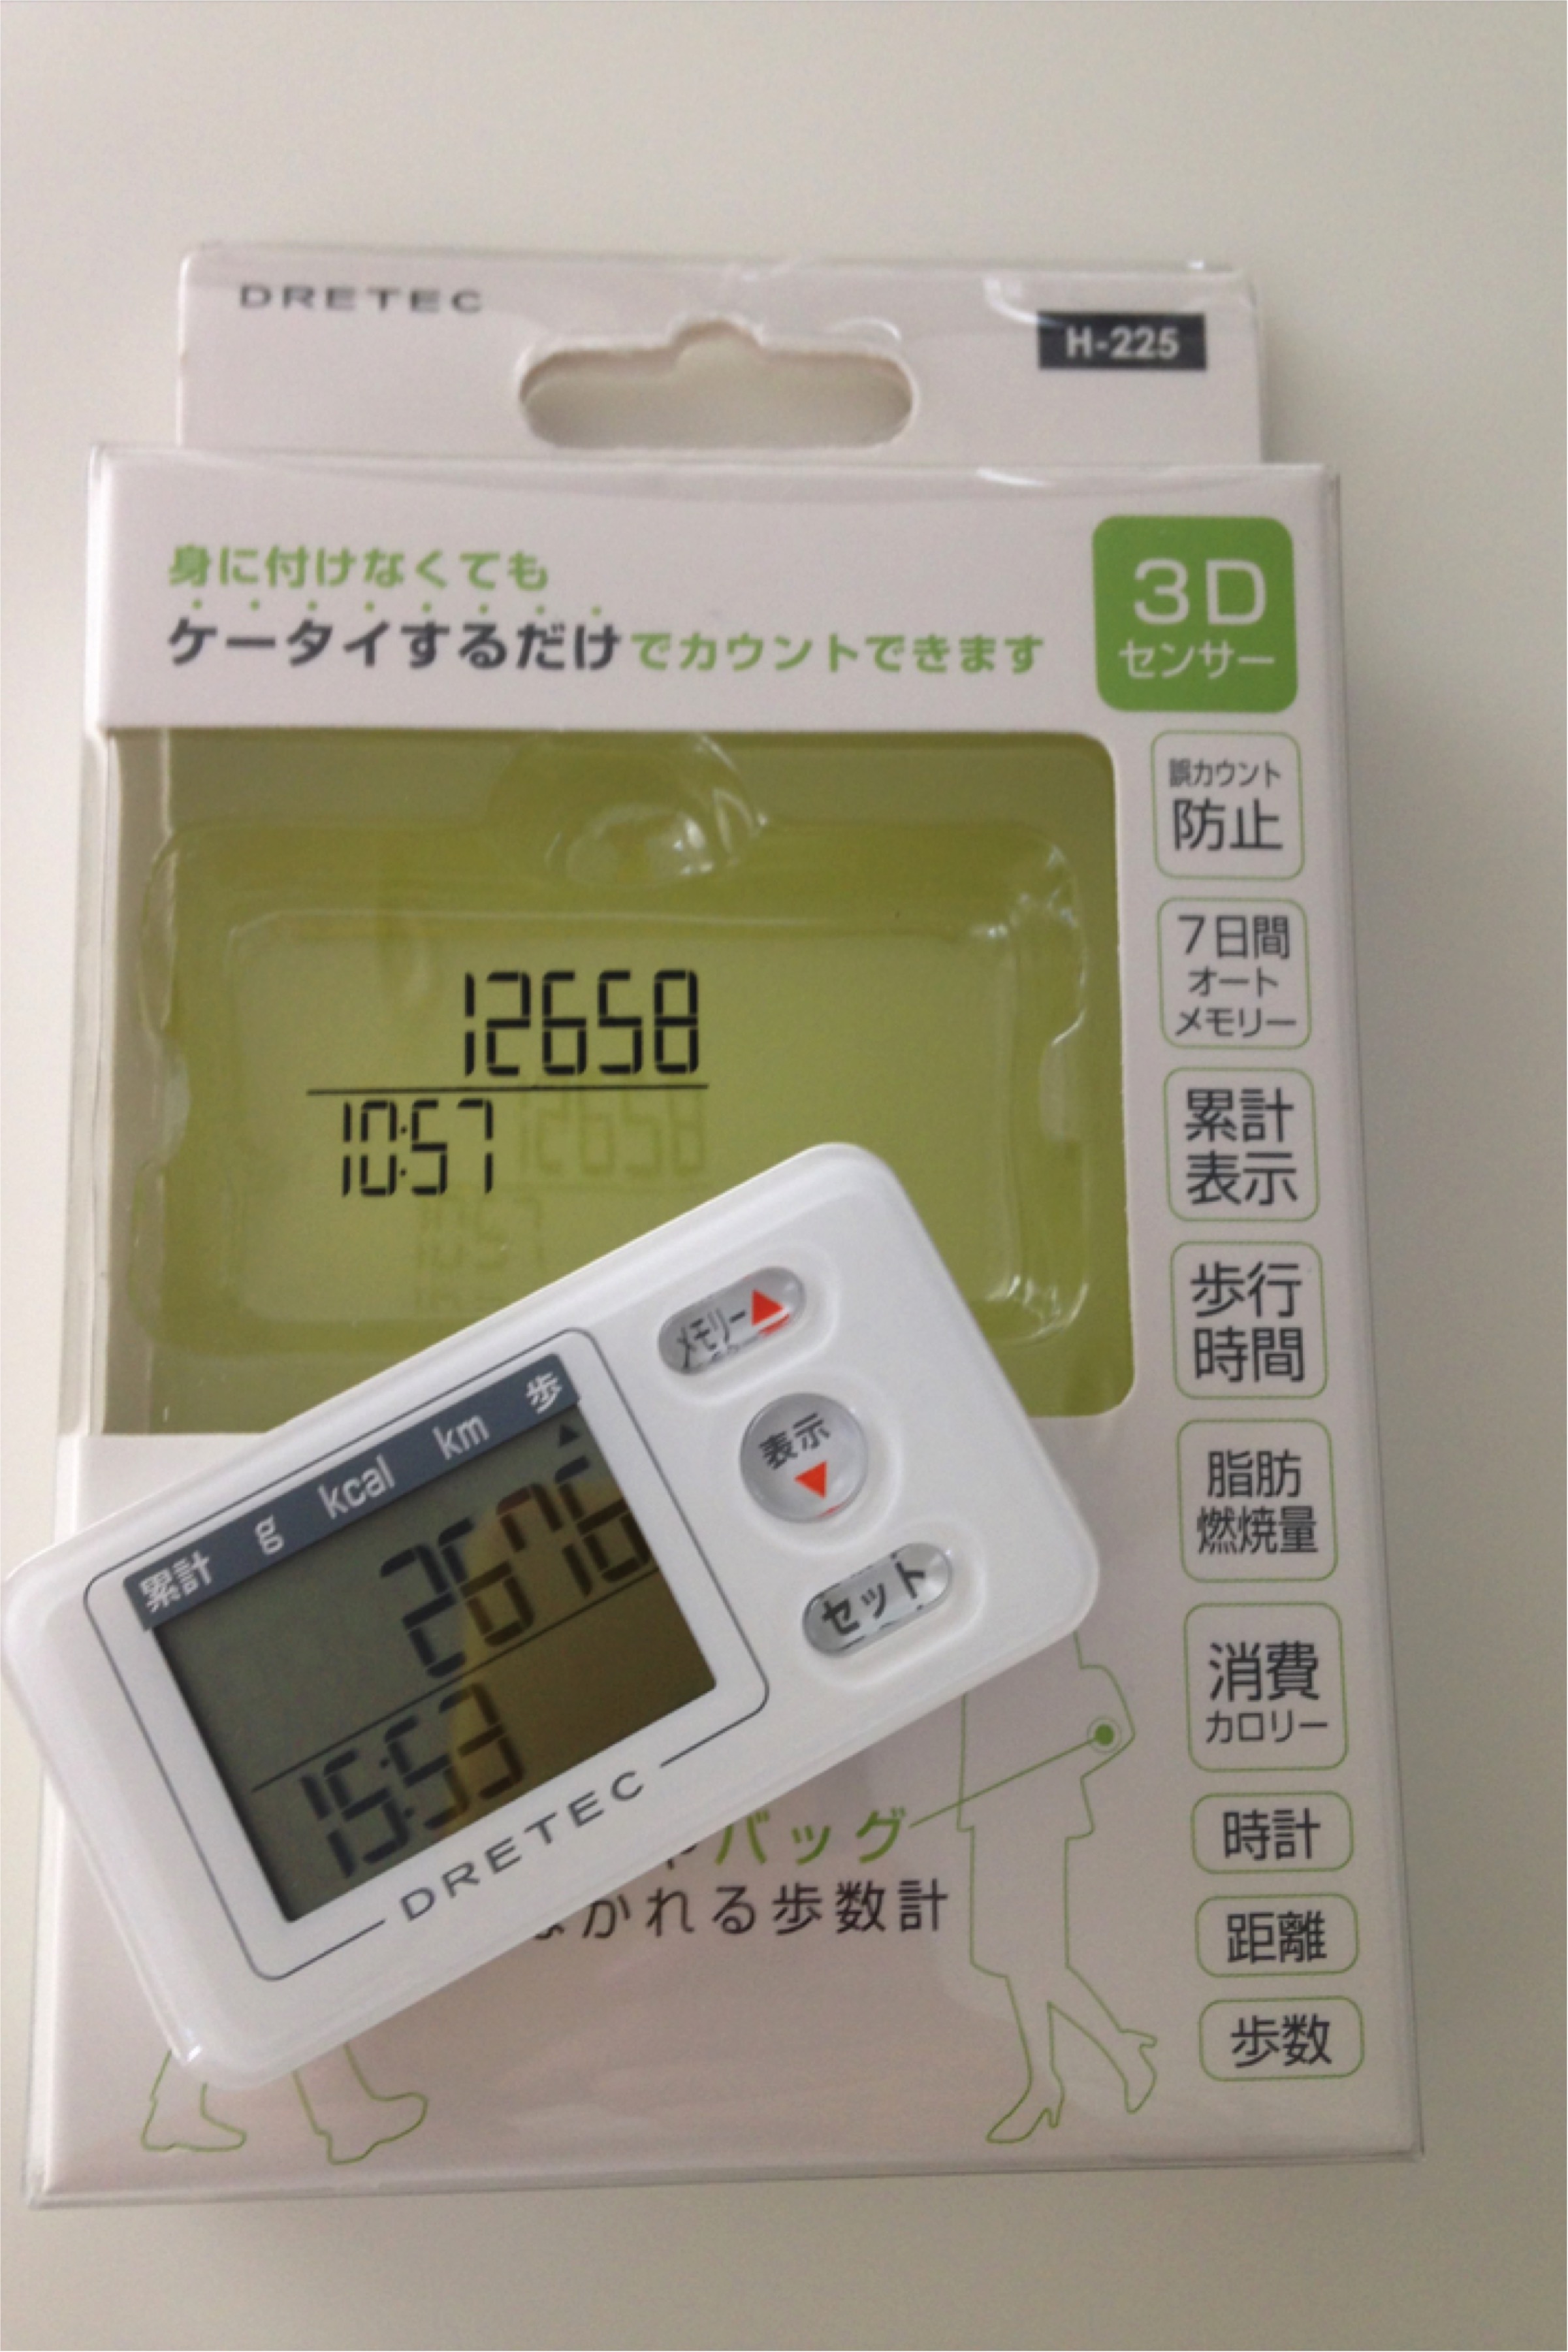 DRETEC
H-225
身に付けなくても
ケータイするだけでカウントできます
3D
センサー
誤カウント
防止
7日間
オート
メモリー
累計
表示
歩行
時間
脂肪
燃焼量
消費
カロリー
時計
距離
歩数
12658
10:57
メモリー
表示
セット
累計 g kcal km 歩
2676
15:53
DRETEC
バッグ
かれる歩数計